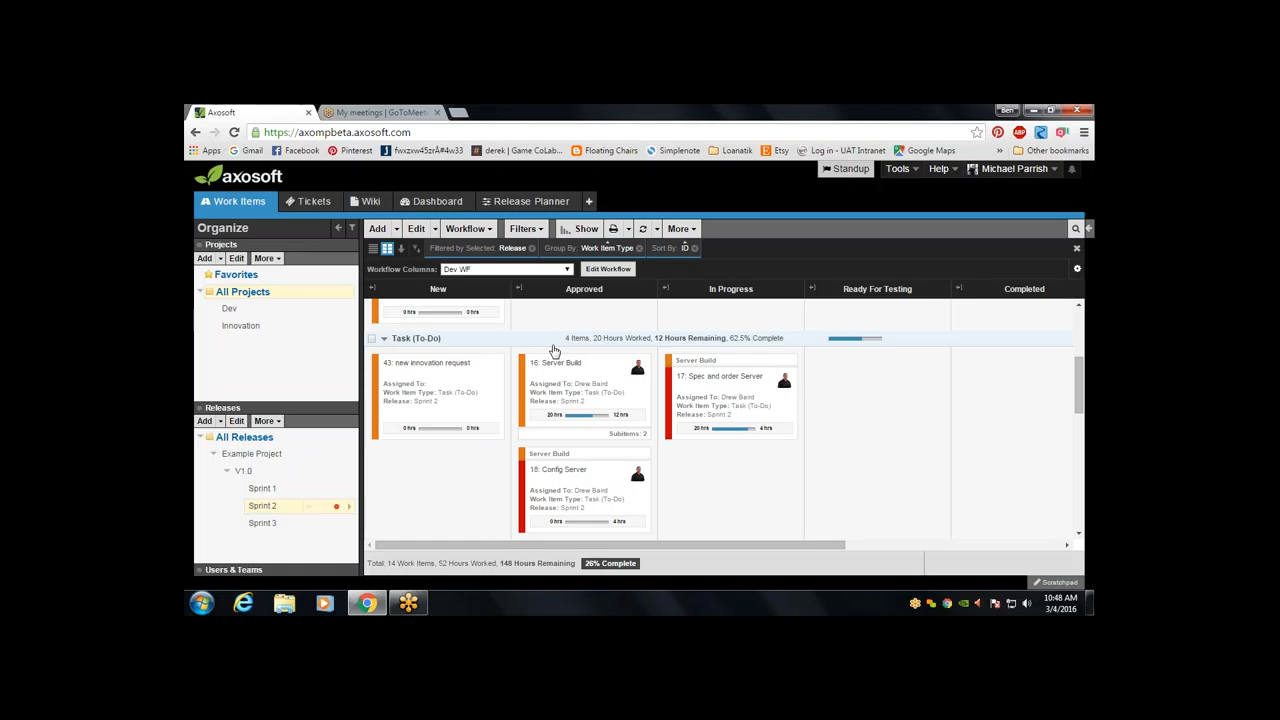 Axosoft
My meetings | GoToMeet
Ben
https://axompbeta.axosoft.com
Apps
Gmail
Facebook
Pinterest
fwxzxw45zrÅ#4w33
derek | Game CoLab
Floating Chairs
Simplenote
Loanatik
Etsy
Log in - UAT Intranet
Google Maps
»
Other bookmarks
axosoft
Standup
Tools
Help
Michael Parrish
Work Items
Tickets
Wiki
Dashboard
Release Planner
+
Organize
Projects
Add
Edit
More
Favorites
All Projects
Dev
Innovation
Releases
Add
Edit
More
All Releases
Example Project
V1.0
Sprint 1
Sprint 2
Sprint 3
Users & Teams
Add
Edit
Workflow
Filters
Show
More
Filtered by Selected: Release
Group By: Work Item Type
Sort By: ID
Workflow Columns:
Dev WF
Edit Workflow
New
Approved
In Progress
Ready For Testing
Completed
0 hrs
0 hrs
Task (To-Do)
4 Items, 20 Hours Worked, 12 Hours Remaining, 62.5% Complete
43: new innovation request
Assigned To:
Work Item Type: Task (To-Do)
Release: Sprint 2
0 hrs
0 hrs
16: Server Build
Assigned To: Drew Baird
Work Item Type: Task (To-Do)
Release: Sprint 2
20 hrs
12 hrs
Subitems: 2
Server Build
18: Config Server
Assigned To: Drew Baird
Work Item Type: Task (To-Do)
Release: Sprint 2
0 hrs
4 hrs
Server Build
17: Spec and order Server
Assigned To: Drew Baird
Work Item Type: Task (To-Do)
Release: Sprint 2
20 hrs
4 hrs
Total: 14 Work Items, 52 Hours Worked, 148 Hours Remaining
26% Complete
Scratchpad
10:48 AM
3/4/2016